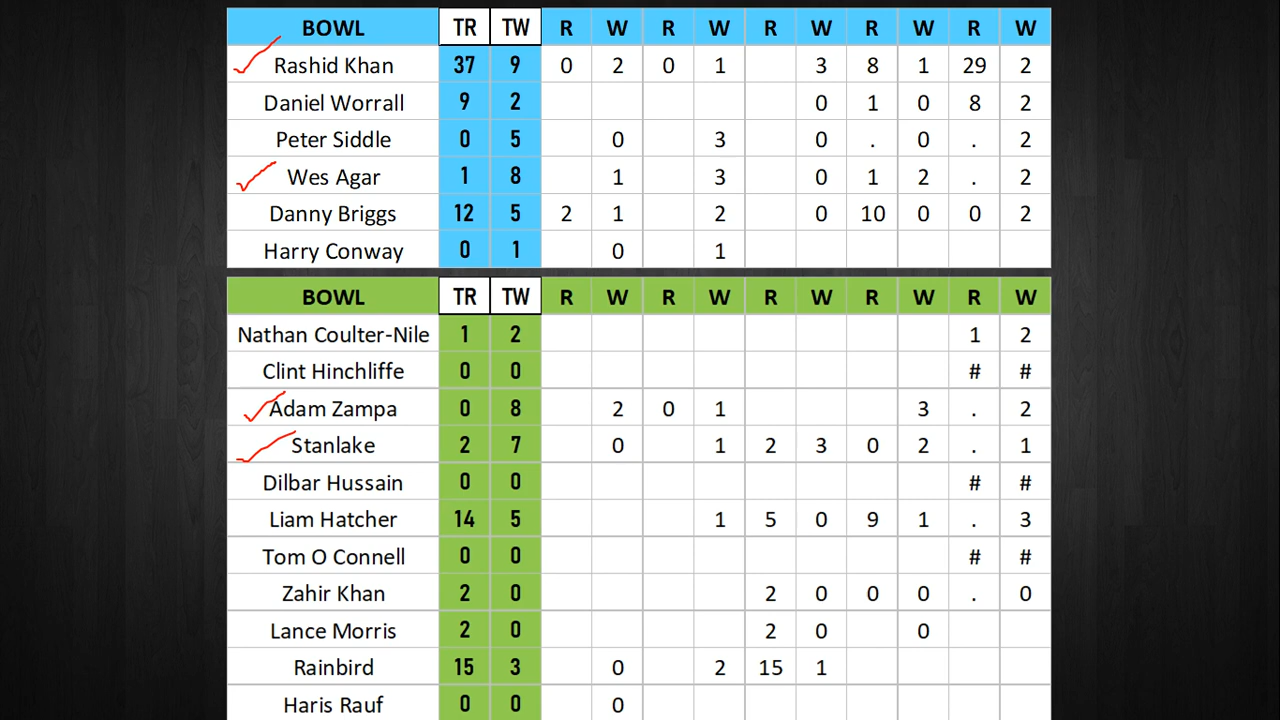 BOWL TR TW R W R W R W R W R W
Rashid Khan 37 9 0 2 0 1 3 8 1 29 2
Daniel Worrall 9 2 0 1 0 8 2
Peter Siddle 0 5 0 3 0 . 0 . 2
Wes Agar 1 8 1 3 0 1 2 . 2
Danny Briggs 12 5 2 1 2 0 10 0 0 2
Harry Conway 0 1 0 1
BOWL TR TW R W R W R W R W R W
Nathan Coulter-Nile 1 2 1 2
Clint Hinchliffe 0 0 # #
Adam Zampa 0 8 2 0 1 3 . 2
Stanlake 2 7 0 1 2 3 0 2 . 1
Dilbar Hussain 0 0 # #
Liam Hatcher 14 5 1 5 0 9 1 . 3
Tom O Connell 0 0 # #
Zahir Khan 2 0 2 0 0 0 . 0
Lance Morris 2 0 2 0 0
Rainbird 15 3 0 2 15 1
Haris Rauf 0 0 0